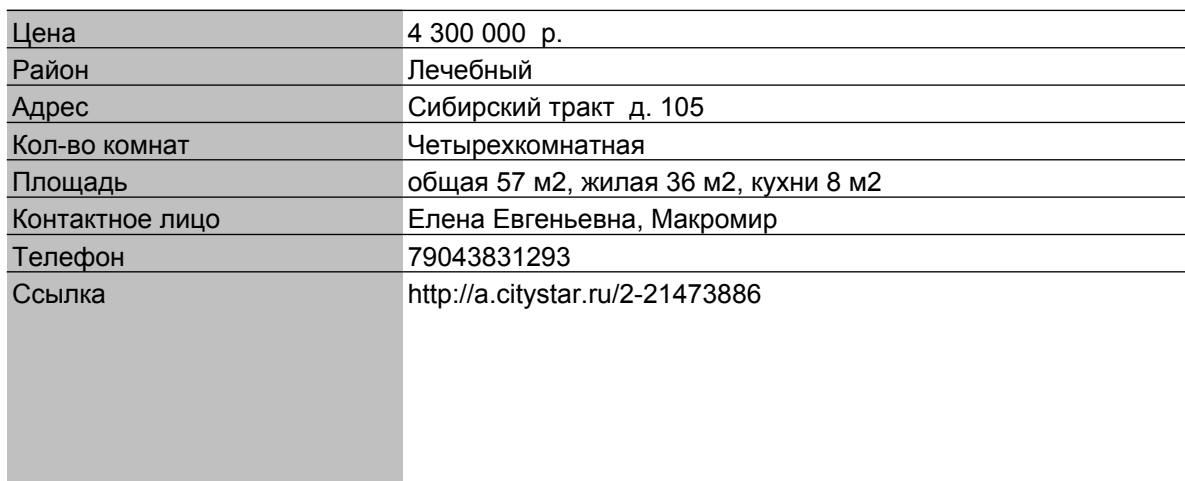 Цена 4 300 000 р.
Район Лечебный
Адрес Сибирский тракт д. 105
Кол-во комнат Четырехкомнатная
Площадь общая 57 м2, жилая 36 м2, кухни 8 м2
Контактное лицо Елена Евгеньевна, Макромир
Телефон 79043831293
Ссылка http://a.citystar.ru/2-21473886